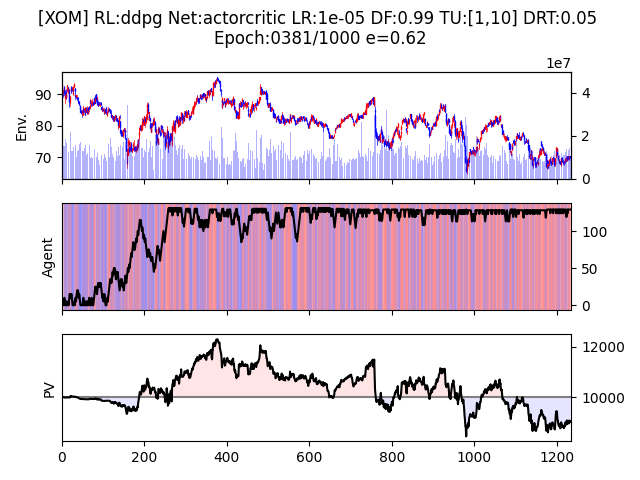 [XOM] RL:ddpg Net:actorcritic LR:1e-05 DF:0.99 TU:[1,10] DRT:0.05
Epoch:0381/1000 e=0.62
1e7
90
80
70
Env.
4
2
0
Agent
100
50
0
PV
12000
10000
0 200 400 600 800 1000 1200